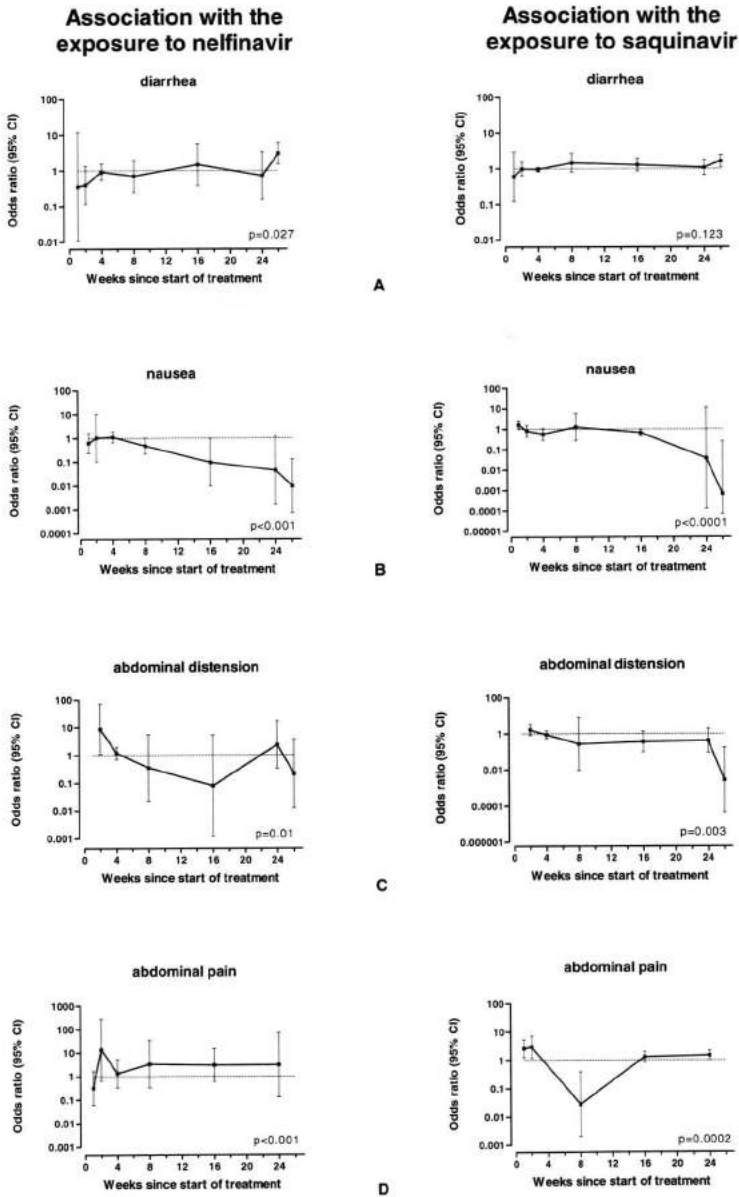 Association with the
exposure to nelfinavir
Association with the
exposure to saquinavir
diarrhea
Odds ratio (95% CI)
100
10
1
0.1
0.01
p=0.027
0 4 8 12 16 20 24
Weeks since start of treatment
diarrhea
Odds ratio (95% CI)
100
10
1
0.1
0.01
p=0.123
0 4 8 12 16 20 24
Weeks since start of treatment
A
nausea
Odds ratio (95% CI)
100
10
1
0.1
0.01
0.001
0.0001
p<0.001
0 4 8 12 16 20 24
Weeks since start of treatment
nausea
Odds ratio (95% CI)
100
10
1
0.1
0.01
0.001
0.0001
0.00001
p<0.0001
0 4 8 12 16 20 24
Weeks since start of treatment
B
abdominal distension
Odds ratio (95% CI)
100
10
1
0.1
0.01
0.001
p=0.01
0 4 8 12 16 20 24
Weeks since start of treatment
abdominal distension
Odds ratio (95% CI)
100
1
0.01
0.0001
0.000001
p=0.003
0 4 8 12 16 20 24
Weeks since start of treatment
C
abdominal pain
Odds ratio (95% CI)
1000
100
10
1
0.1
0.01
0.001
p<0.001
0 4 8 12 16 20 24
Weeks since start of treatment
abdominal pain
Odds ratio (95% CI)
100
10
1
0.1
0.01
0.001
p=0.0002
0 4 8 12 16 20 24
Weeks since start of treatment
D